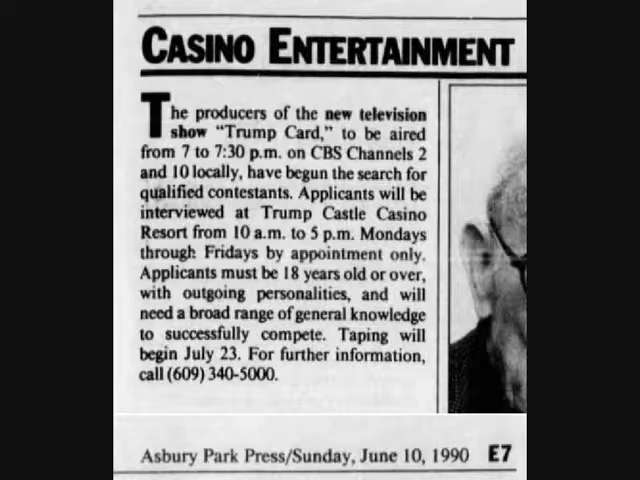 CASINO ENTERTAINMENT
The producers of the new television
show “Trump Card,” to be aired
from 7 to 7:30 p.m. on CBS Channels 2
and 10 locally, have begun the search for
qualified contestants. Applicants will be
interviewed at Trump Castle Casino
Resort from 10 a.m. to 5 p.m. Mondays
through Fridays by appointment only.
Applicants must be 18 years old or over,
with outgoing personalities, and will
need a broad range of general knowledge
to successfully compete. Taping will
begin July 23. For further information,
call (609) 340-5000.
Asbury Park Press/Sunday, June 10, 1990 E7